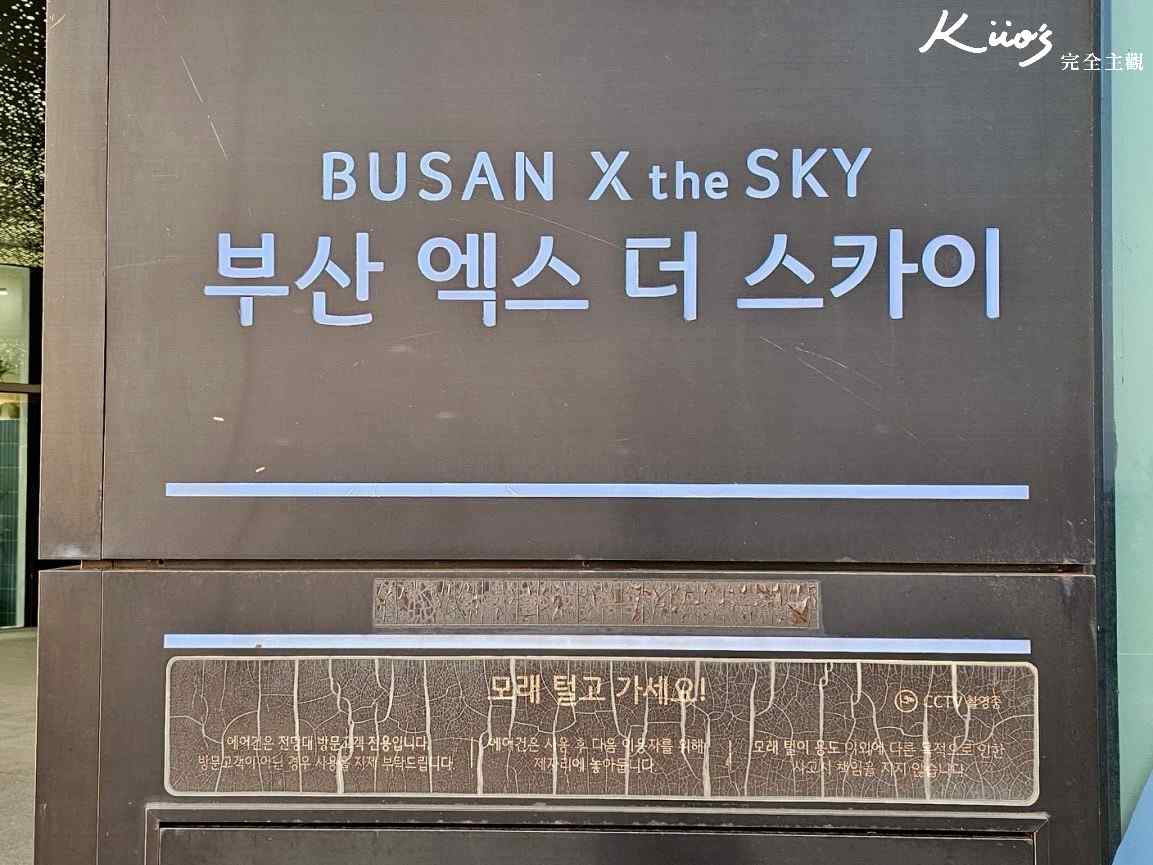 Kiio's
完全主觀
BUSAN X the SKY
부산 엑스 더 스카이
모래 털고 가세요!
CCTV 촬영중
에어건은 전망대 방문고객 전용입니다.
방문고객이 아닌 경우 사용을 자제 부탁드립니다.
에어건은 사용 후 다음 이용자를 위해
제자리에 놓아둡니다.
모래 털이 용도 이외에 다른 목적으로 인한
사고시 책임을 지지 않습니다.